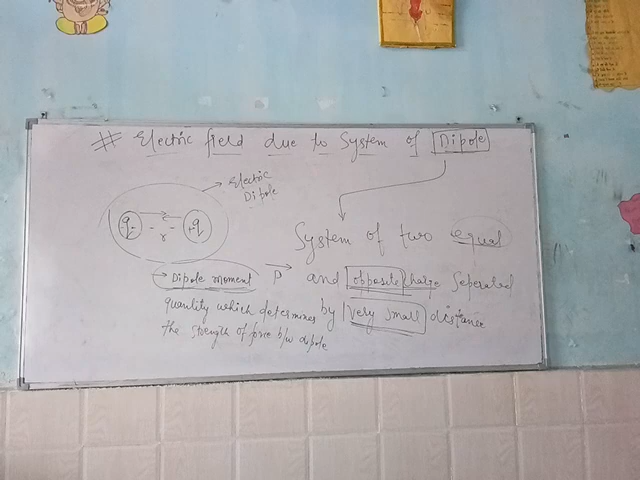 # Electric field due to System of Dipole
Electric
Dipole
q q
- - r -
System of two equal
→ Dipole moment P and opposite charge Seperated
quantity which determines by very small distance
the strength of force b/w dipole